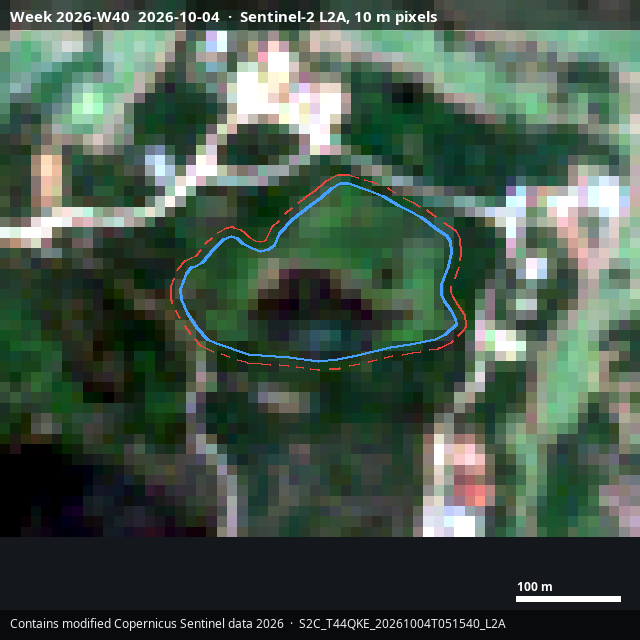 Week 2026-W40 2026-10-04 · Sentinel-2 L2A, 10 m pixels
100 m
Contains modified Copernicus Sentinel data 2026 · S2C_T44QKE_20261004T051540_L2A